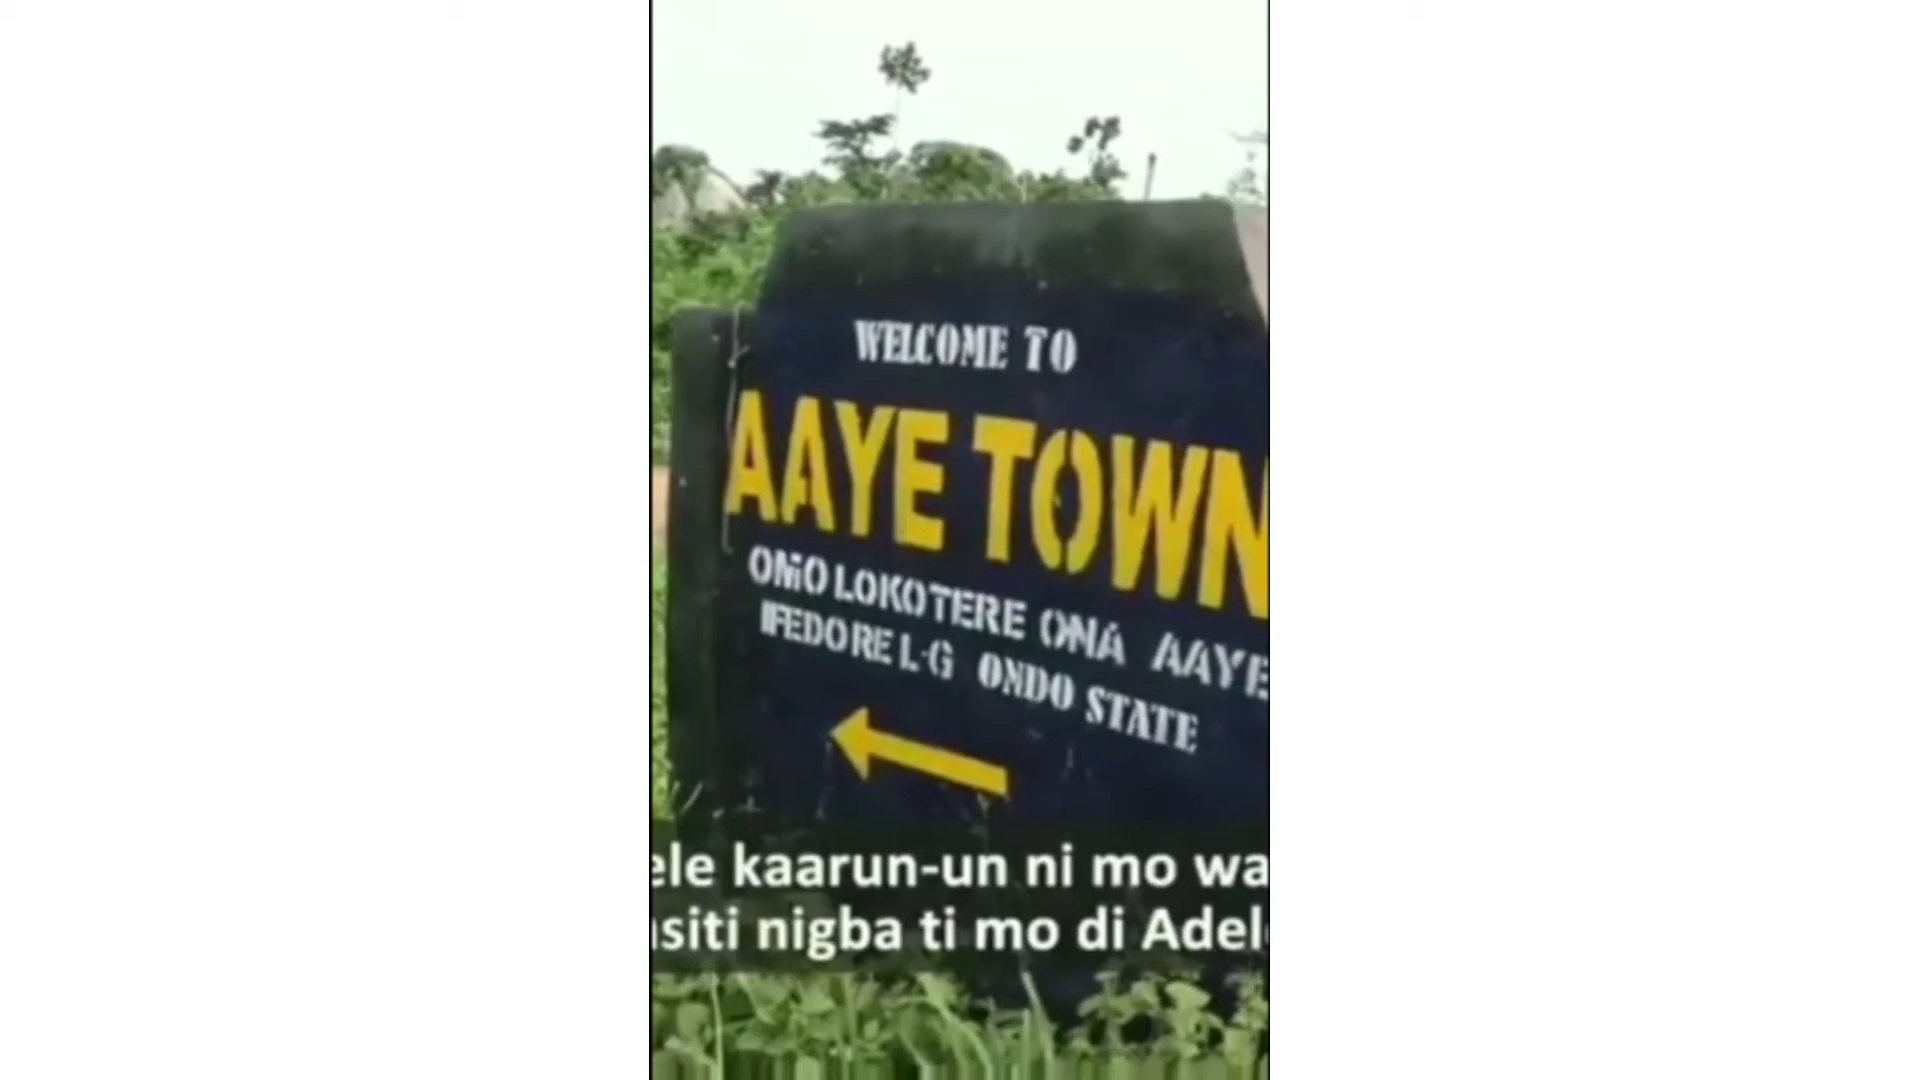 WELCOME TO
AAYE TOWN
OMO LOKOTERE ONA AAYE
IFEDORE L-G ONDO STATE
ele kaarun-un ni mo wa
siti nigba ti mo di Adel